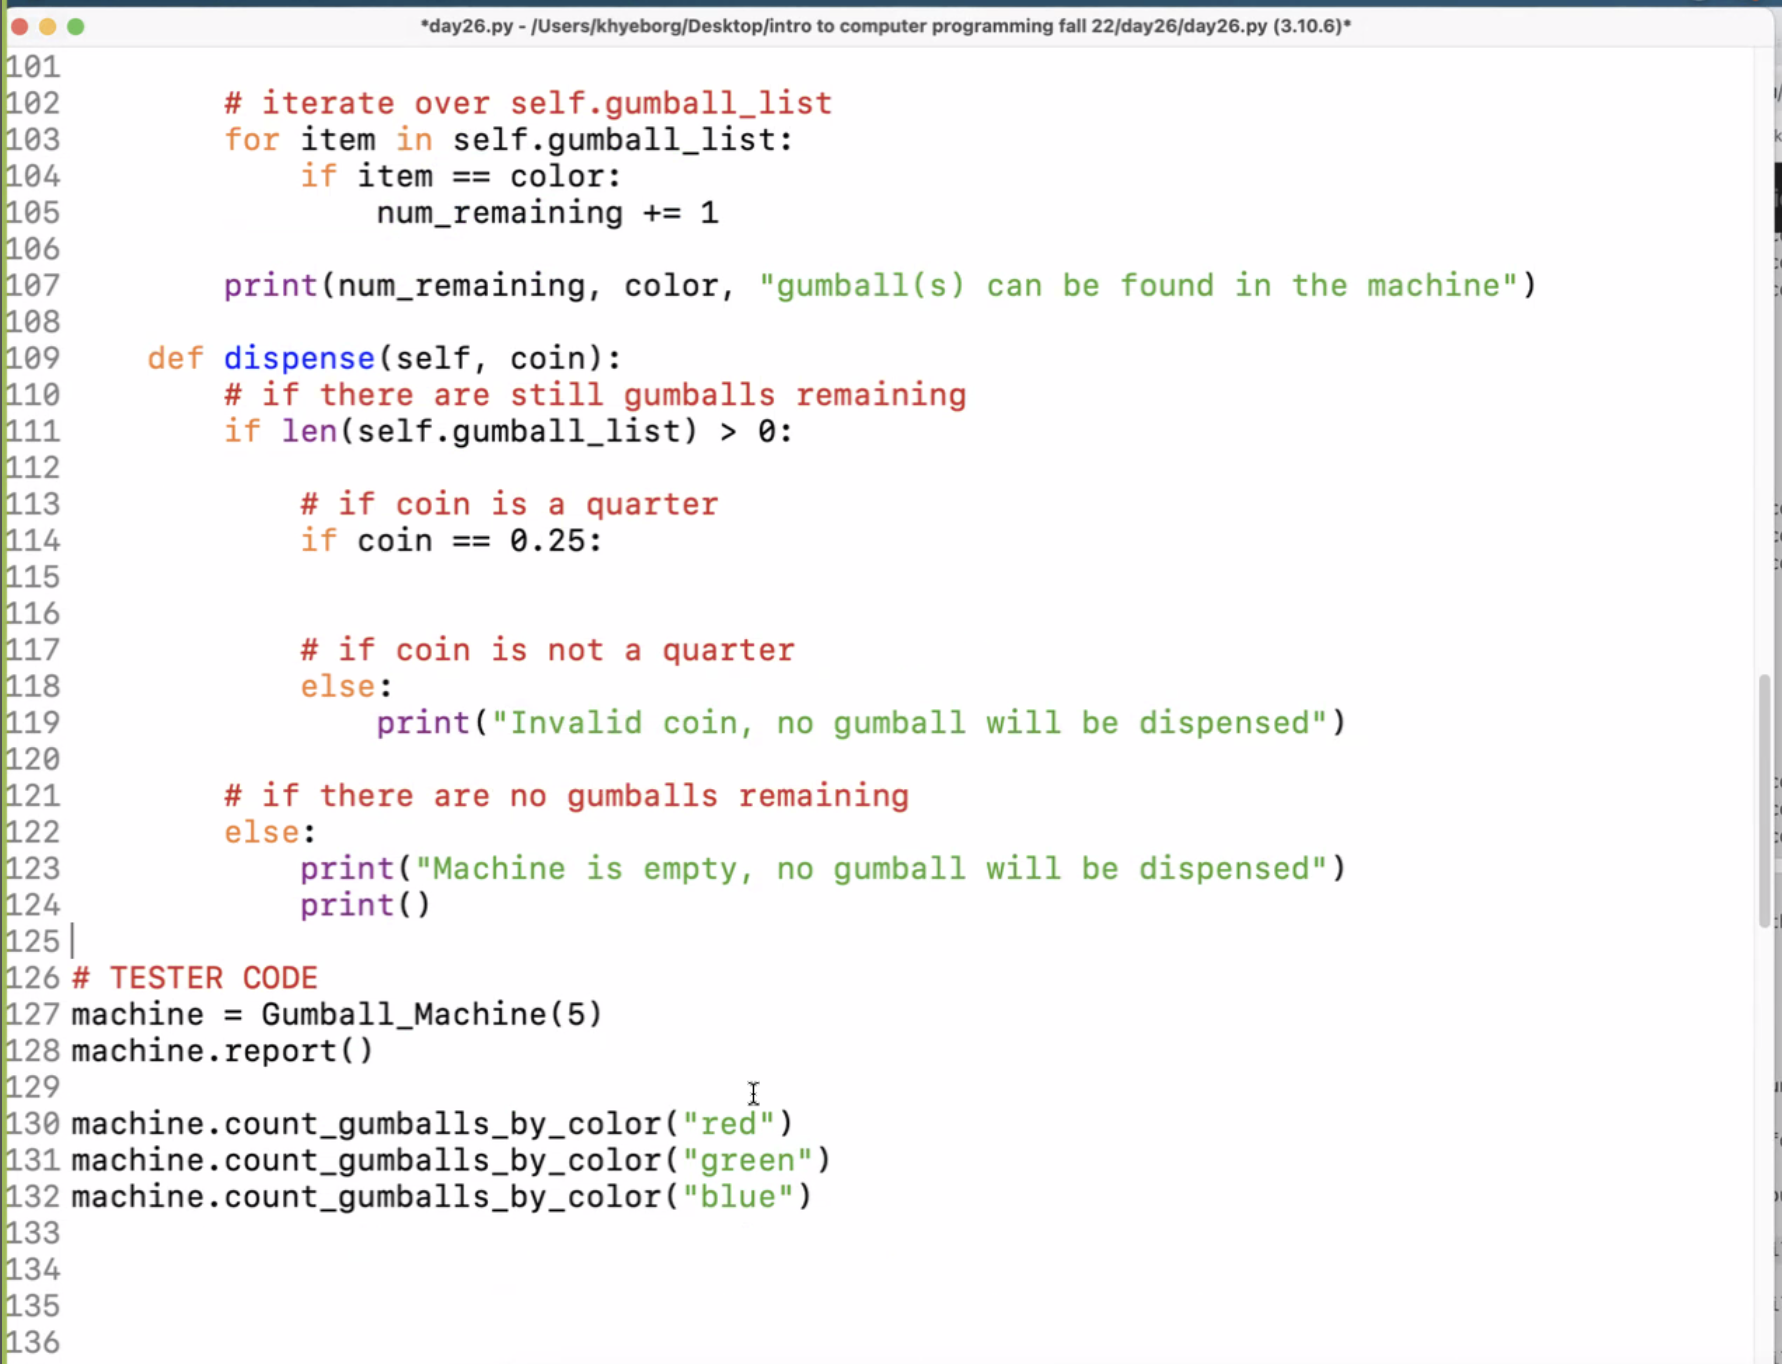 *day26.py - /Users/khyeborg/Desktop/intro to computer programming fall 22/day26/day26.py (3.10.6)*
101
102 # iterate over self.gumball_list
103 for item in self.gumball_list:
104 if item == color:
105 num_remaining += 1
106
107 print(num_remaining, color, "gumball(s) can be found in the machine")
108
109 def dispense(self, coin):
110 # if there are still gumballs remaining
111 if len(self.gumball_list) > 0:
112
113 # if coin is a quarter
114 if coin == 0.25:
115
116
117 # if coin is not a quarter
118 else:
119 print("Invalid coin, no gumball will be dispensed")
120
121 # if there are no gumballs remaining
122 else:
123 print("Machine is empty, no gumball will be dispensed")
124 print()
125
126 # TESTER CODE
127 machine = Gumball_Machine(5)
128 machine.report()
129
130 machine.count_gumballs_by_color("red")
131 machine.count_gumballs_by_color("green")
132 machine.count_gumballs_by_color("blue")
133
134
135
136